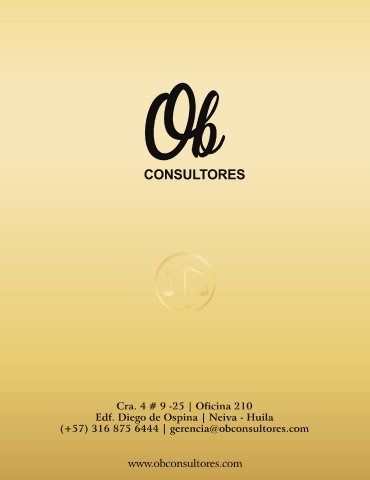 Ob
CONSULTORES
Cra. 4 # 9 -25 | Oficina 210
Edf. Diego de Ospina | Neiva - Huila
(+57) 316 875 6444 | gerencia@obconsultores.com
www.obconsultores.com